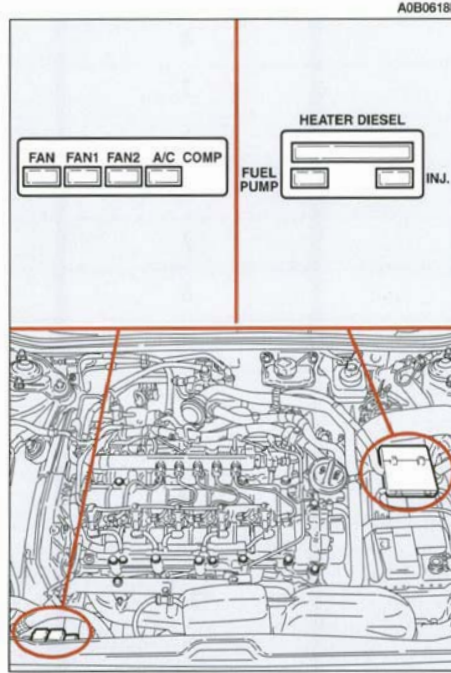 A0B0618
FAN FAN1 FAN2 A/C COMP
HEATER DIESEL
FUEL
PUMP
INJ.